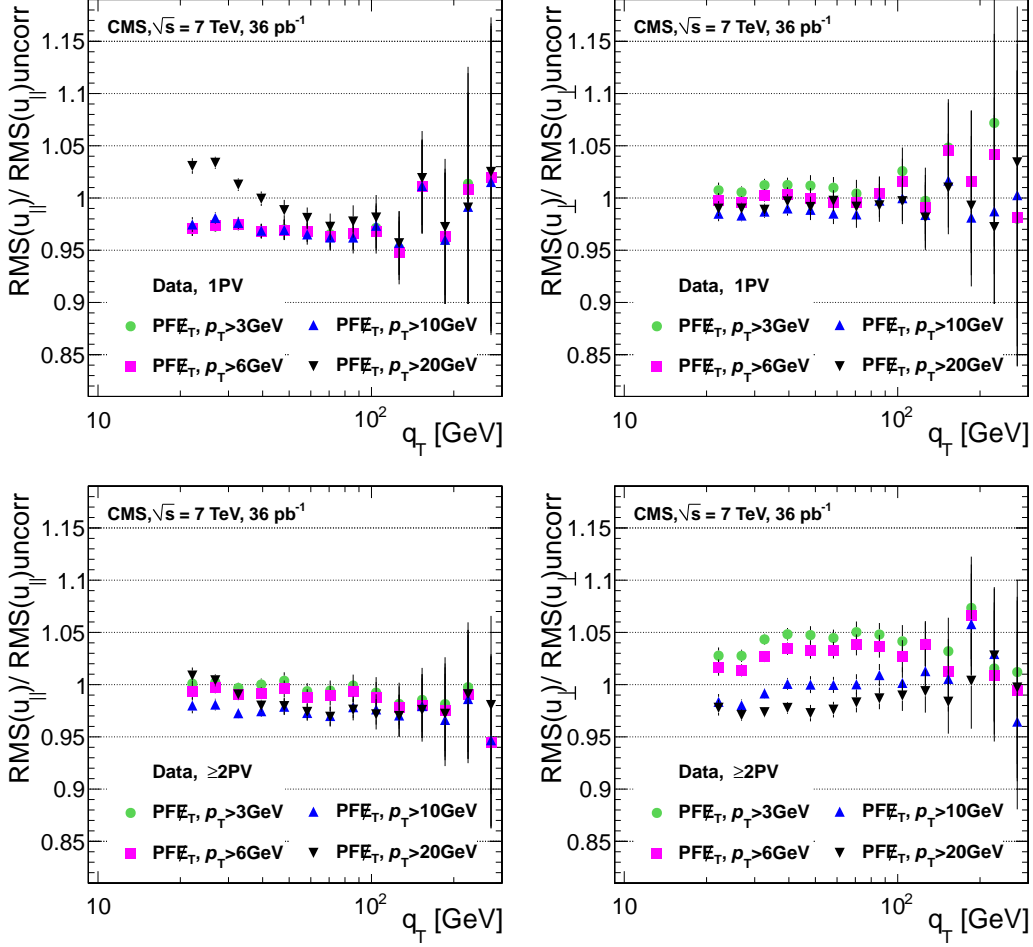 CMS, √s = 7 TeV, 36 pb⁻¹
RMS(u∥)/ RMS(u∥)uncorr
1.15
1.1
1.05
1
0.95
0.9
0.85
Data, 1PV
PFE̸T, pT>3GeV
PFE̸T, pT>10GeV
PFE̸T, pT>6GeV
PFE̸T, pT>20GeV
10
10²
qT [GeV]
CMS, √s = 7 TeV, 36 pb⁻¹
RMS(u⊥)/ RMS(u⊥)uncorr
1.15
1.1
1.05
1
0.95
0.9
0.85
Data, 1PV
PFE̸T, pT>3GeV
PFE̸T, pT>10GeV
PFE̸T, pT>6GeV
PFE̸T, pT>20GeV
10
10²
qT [GeV]
CMS, √s = 7 TeV, 36 pb⁻¹
RMS(u∥)/ RMS(u∥)uncorr
1.15
1.1
1.05
1
0.95
0.9
0.85
Data, ≥2PV
PFE̸T, pT>3GeV
PFE̸T, pT>10GeV
PFE̸T, pT>6GeV
PFE̸T, pT>20GeV
10
10²
qT [GeV]
CMS, √s = 7 TeV, 36 pb⁻¹
RMS(u⊥)/ RMS(u⊥)uncorr
1.15
1.1
1.05
1
0.95
0.9
0.85
Data, ≥2PV
PFE̸T, pT>3GeV
PFE̸T, pT>10GeV
PFE̸T, pT>6GeV
PFE̸T, pT>20GeV
10
10²
qT [GeV]